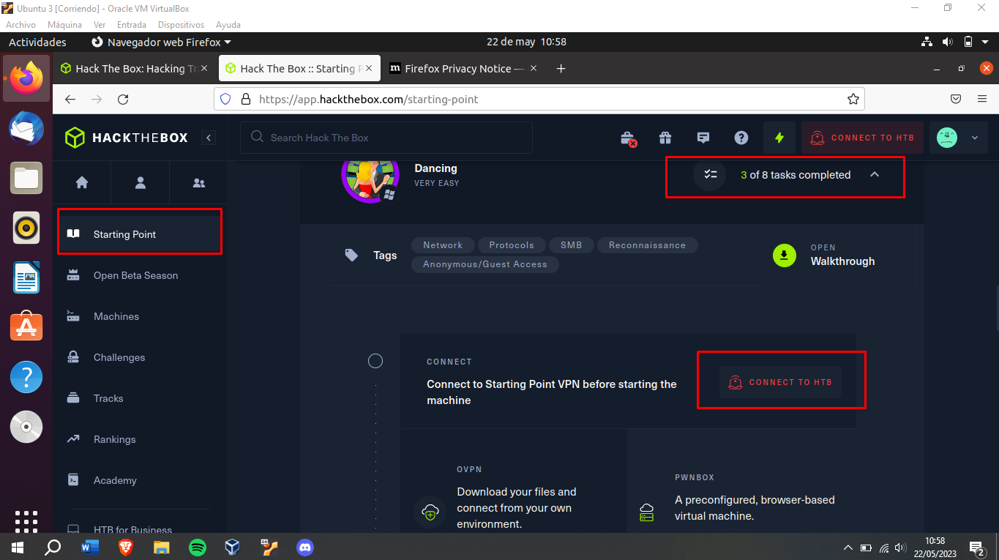 Ubuntu 3 [Corriendo] - Oracle VM VirtualBox
Archivo Máquina Ver Entrada Dispositivos Ayuda
Actividades Navegador web Firefox 22 de may 10:58
Hack The Box: Hacking Tr Hack The Box :: Starting P m Firefox Privacy Notice —
https://app.hackthebox.com/starting-point
HACKTHEBOX
Search Hack The Box
CONNECT TO HTB
Dancing
VERY EASY
3 of 8 tasks completed
Starting Point
Open Beta Season
Machines
Challenges
Tracks
Rankings
Academy
HTB for Business
Tags
Network Protocols SMB Reconnaissance
Anonymous/Guest Access
OPEN
Walkthrough
CONNECT
Connect to Starting Point VPN before starting the
machine
CONNECT TO HTB
OVPN
Download your files and
connect from your own
environment.
PWNBOX
A preconfigured, browser-based
virtual machine.
10:58
22/05/2023
2